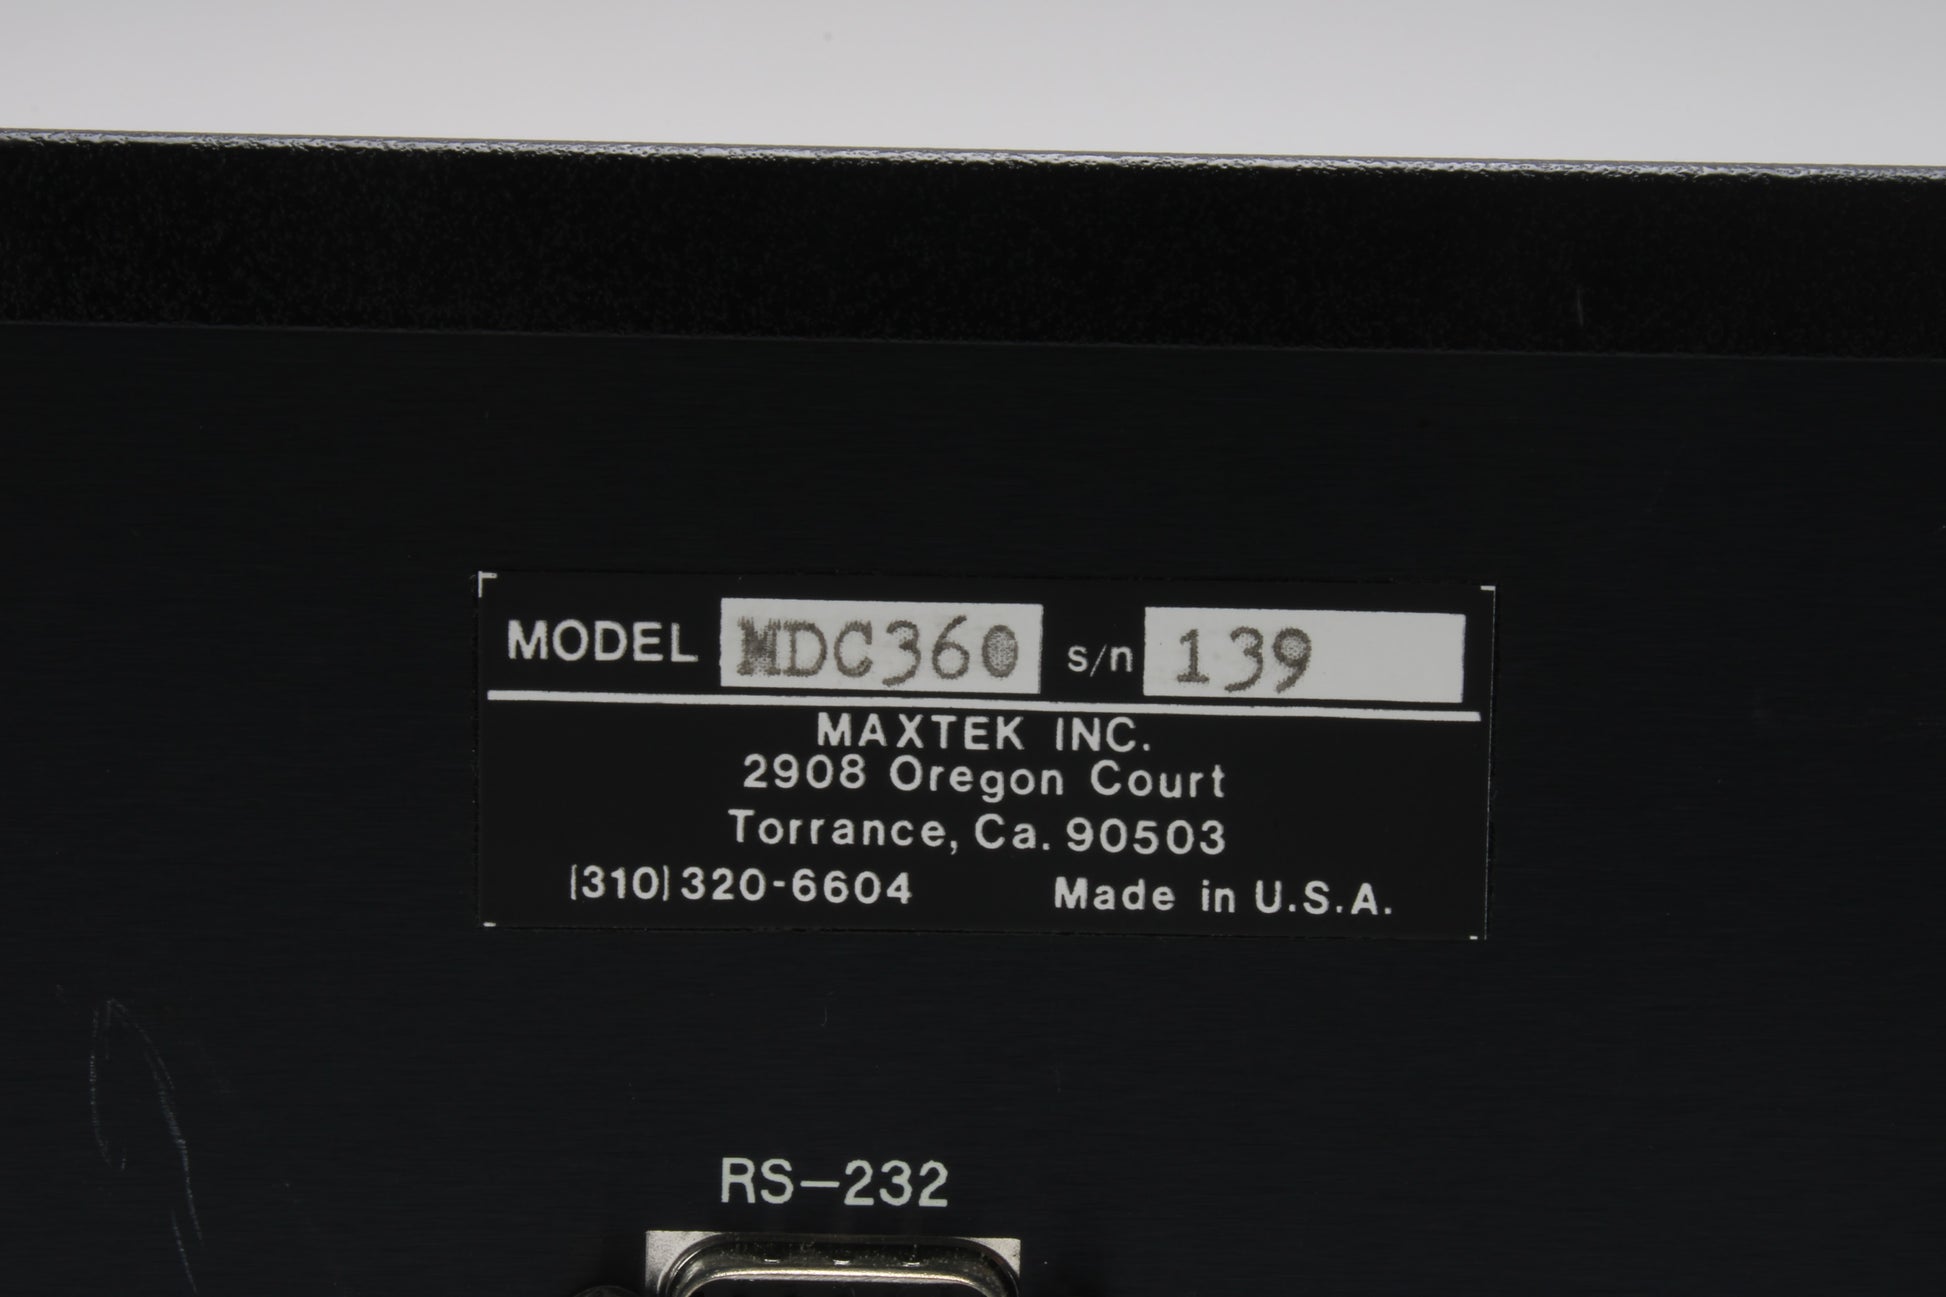 MODEL MDC360 s/n 139
MAXTEK INC.
2908 Oregon Court
Torrance, Ca. 90503
(310) 320-6604 Made in U.S.A.
RS-232